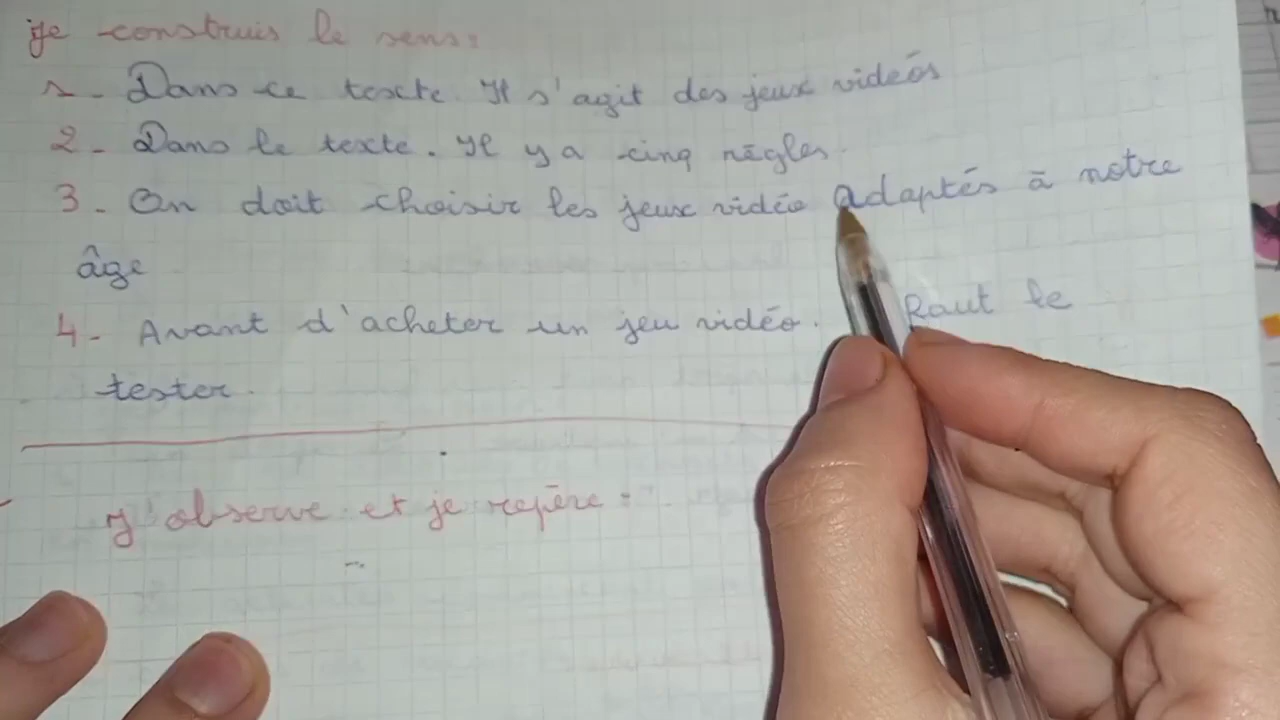 je construis le sens:
1- Dans ce texte. Il s'agit des jeux vidéos
2- Dans le texte. Il y a cinq règles.
3- On doit choisir les jeux vidéo adaptés à notre
âge
4- Avant d'acheter un jeu vidéo. faut le
tester.
J'observe et je repère: